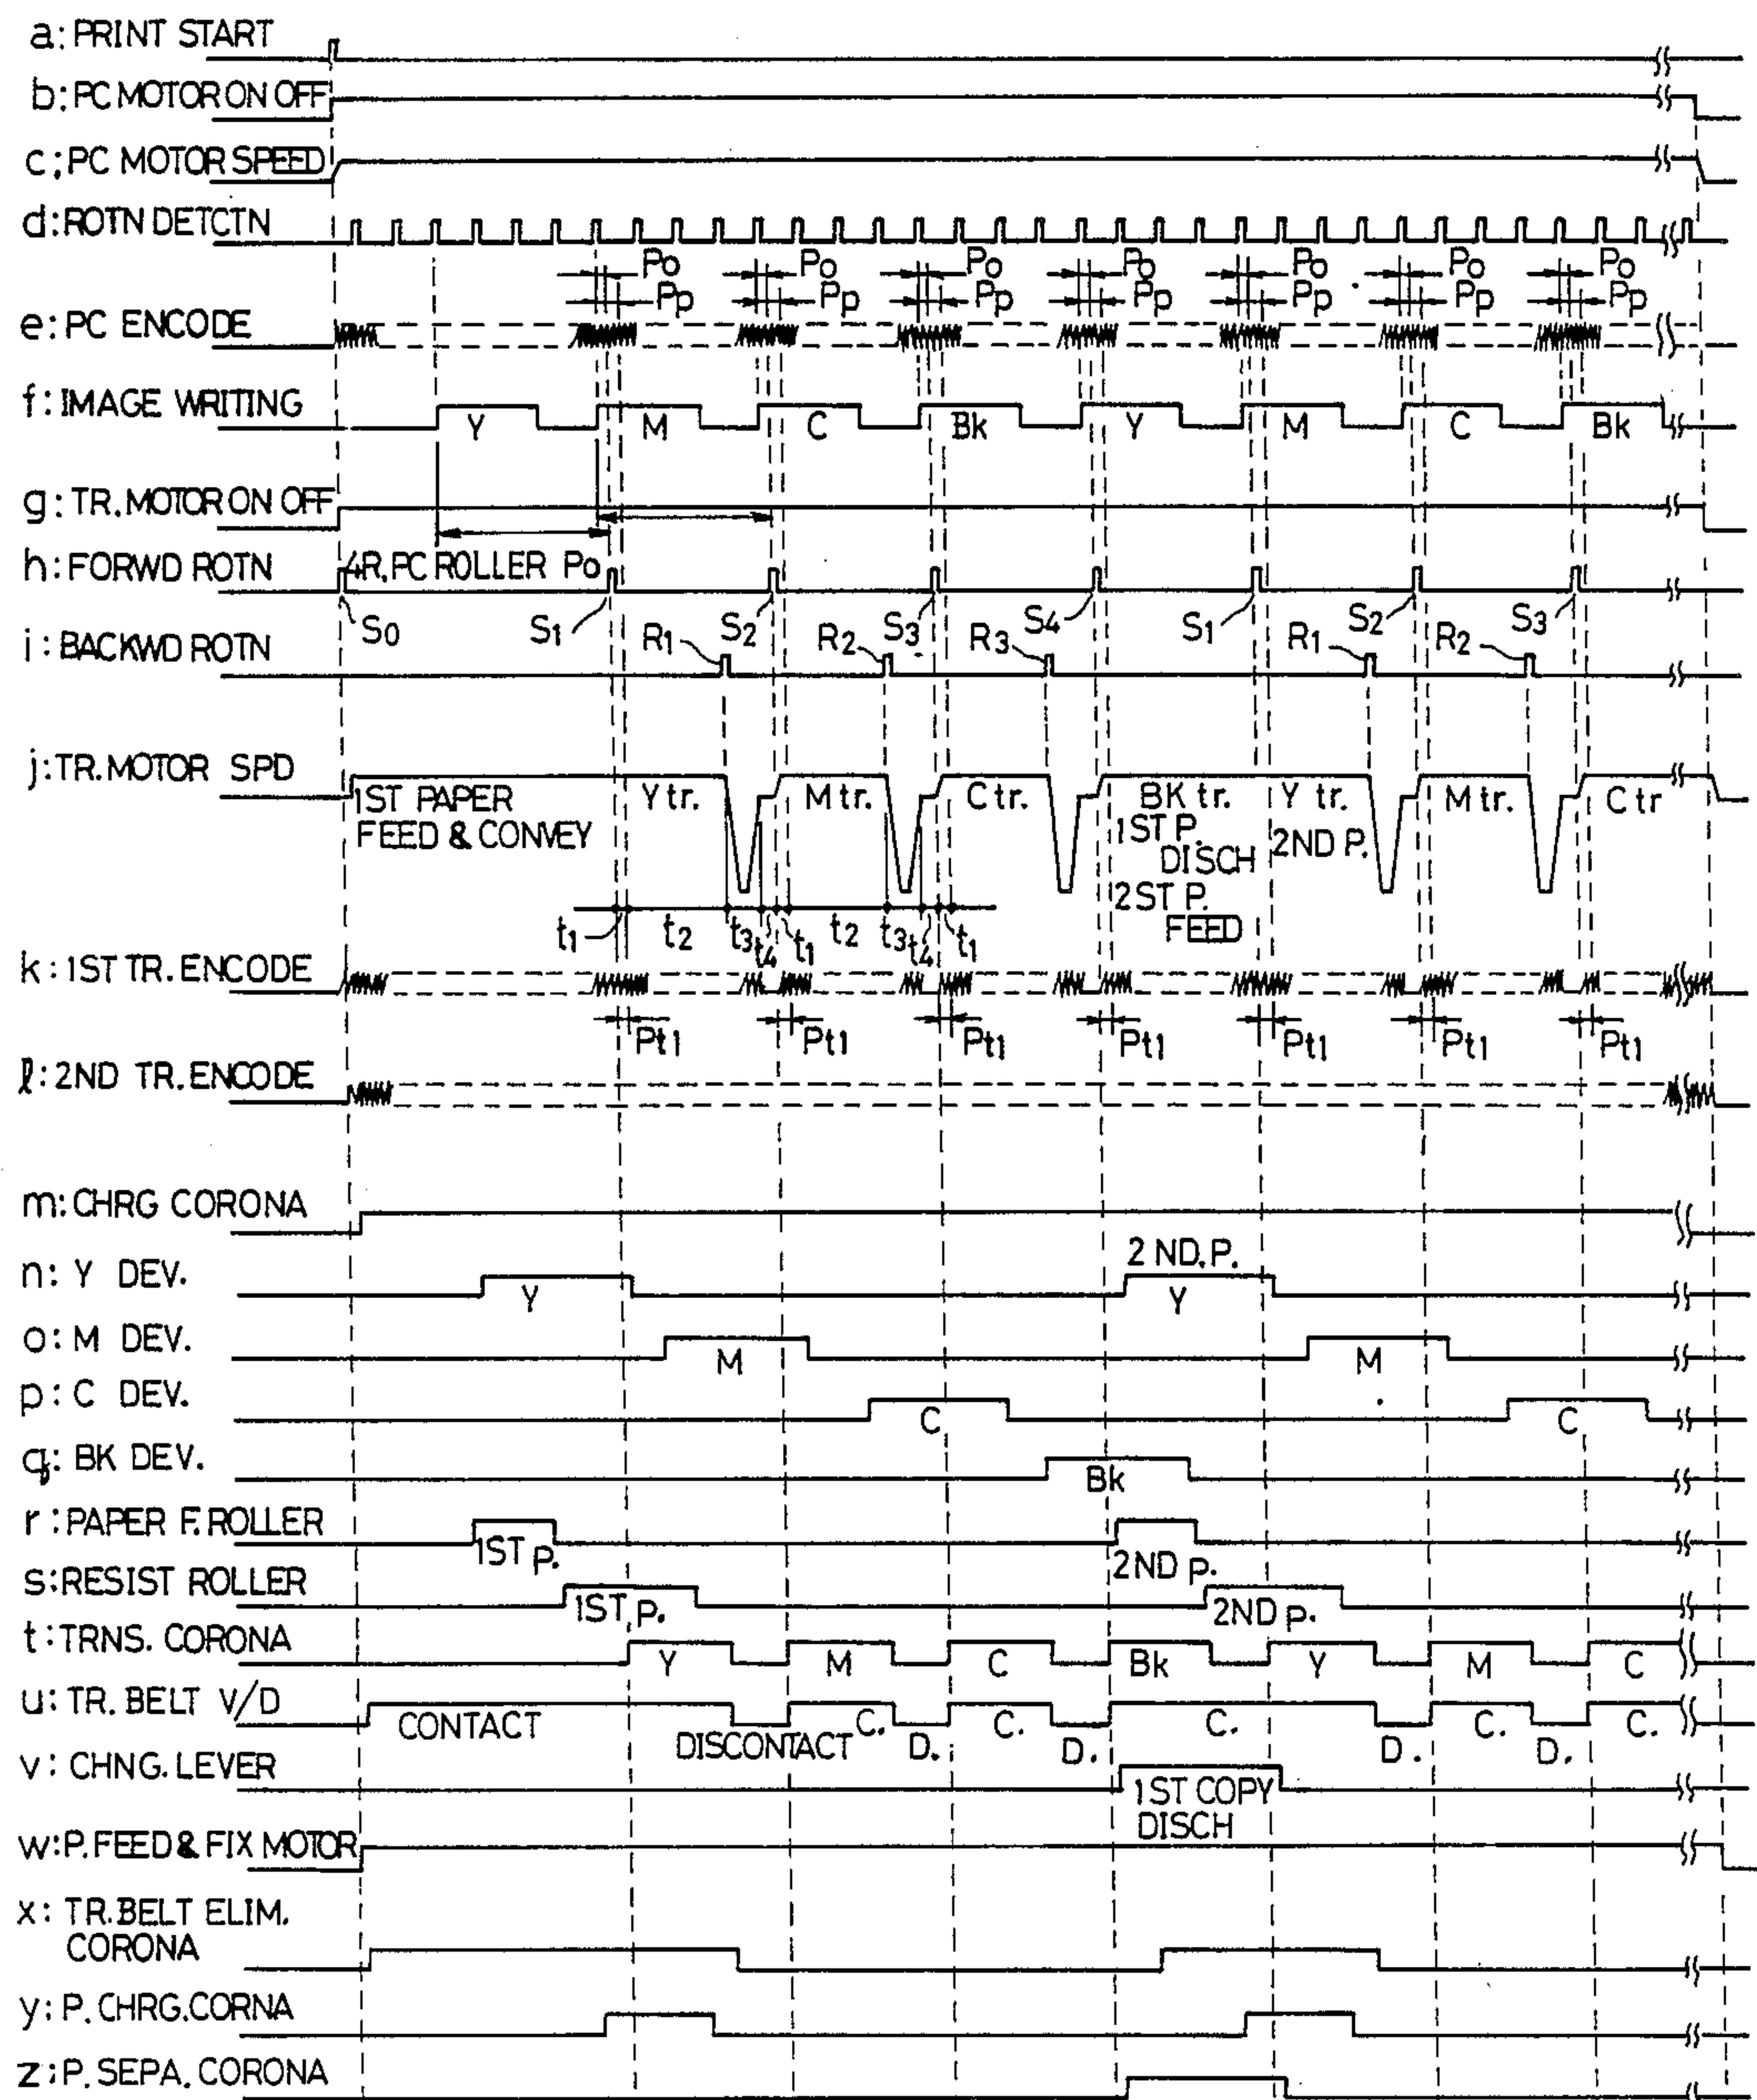 a: PRINT START
b: PC MOTOR ON OFF
c; PC MOTOR SPEED
d: ROTN DETCTN
Po Po Po Po Po Po Po
Pp Pp Pp Pp Pp Pp Pp
e: PC ENCODE
f: IMAGE WRITING
Y M C Bk Y M C Bk
g: TR. MOTOR ON OFF
h: FORWD ROTN
4R, PC ROLLER Po
S0 S1 S2 S3 S4 S1 S2 S3
i: BACKWD ROTN
R1 R2 R3 R1 R2
j: TR. MOTOR SPD
1ST PAPER
FEED & CONVEY
Y tr. M tr. C tr. BK tr. Y tr. M tr. C tr
1ST P.
DISCH
2ND P.
2ST P.
FEED
t1 t2 t3 t4 t1 t2 t3 t4 t1
k: 1ST TR. ENCODE
Pt1 Pt1 Pt1 Pt1 Pt1 Pt1 Pt1
l: 2ND TR. ENCODE
m: CHRG CORONA
n: Y DEV.
Y
2 ND. P.
Y
o: M DEV.
M M
p: C DEV.
C C
q: BK DEV.
Bk
r: PAPER F. ROLLER
1ST P. 2ND P.
s: RESIST ROLLER
1ST P. 2ND P.
t: TRNS. CORONA
Y M C Bk Y M C
u: TR. BELT V/D
CONTACT DISCONTACT C. D. C. D. C. D. C. D. C.
v: CHNG. LEVER
1ST COPY
DISCH
w: P. FEED & FIX MOTOR
x: TR. BELT ELIM.
CORONA
y: P. CHRG. CORNA
z: P. SEPA. CORONA